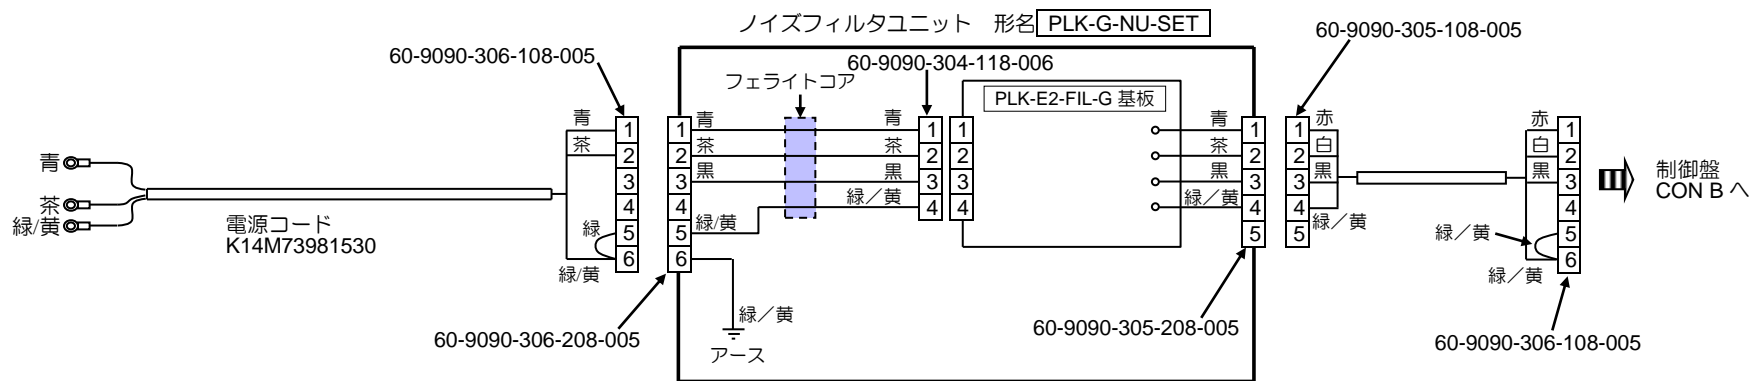 ノイズフィルタユニット　形名 PLK-G-NU-SET
60-9090-306-108-005
60-9090-304-118-006
60-9090-305-108-005
フェライトコア
PLK-E2-FIL-G 基板
青
茶
緑/黄
電源コード
K14M73981530
青
茶
緑
緑/黄
1
2
3
4
5
6
1
2
3
4
5
6
青
茶
黒
緑/黄
緑／黄
アース
青
茶
黒
緑／黄
1
2
3
4
1
2
3
4
青
茶
黒
緑／黄
1
2
3
4
5
1
2
3
4
5
赤
白
黒
緑／黄
赤
白
黒
緑／黄
緑／黄
1
2
3
4
5
6
制御盤
CON B へ
60-9090-306-208-005
60-9090-305-208-005
60-9090-306-108-005